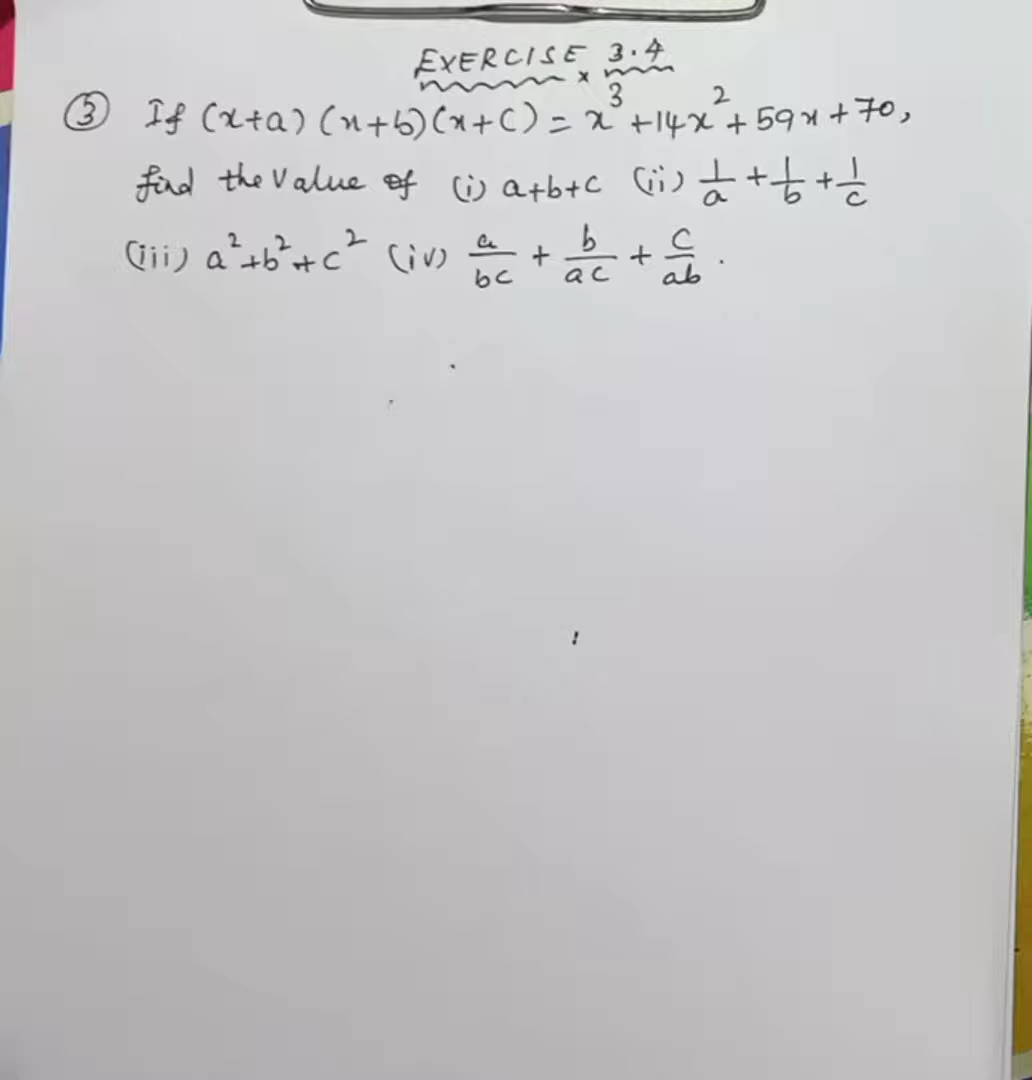 EXERCISE 3.4
③ If (x+a)(x+b)(x+c) = x³+14x²+59x+70,
find the value of (i) a+b+c (ii) 1/a + 1/b + 1/c
(iii) a²+b²+c² (iv) a/bc + b/ac + c/ab .